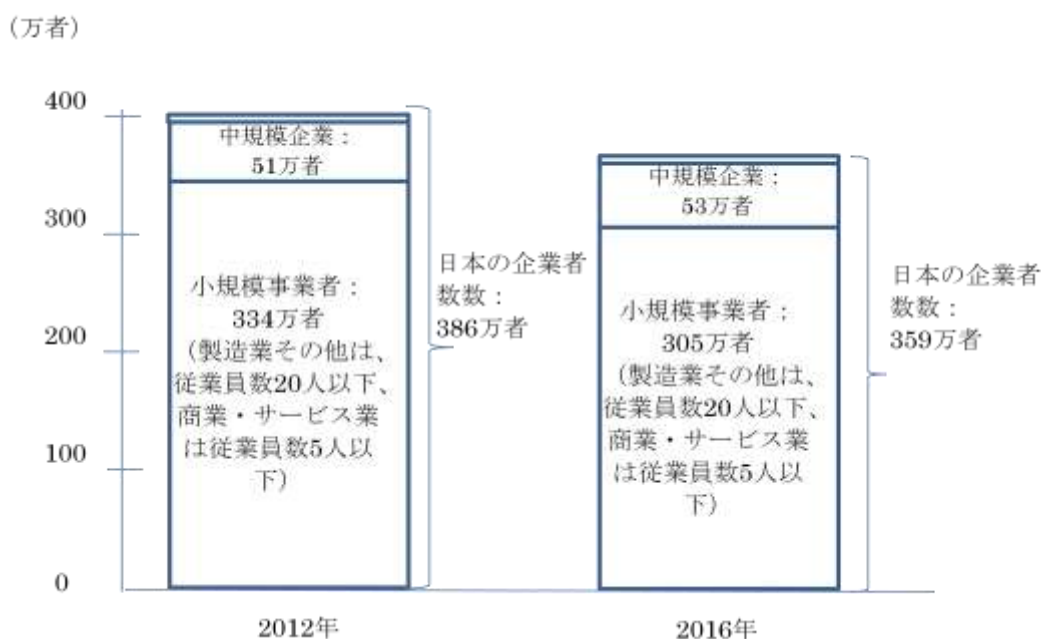 (万者)
400
300
200
100
0
中規模企業：
51万者
小規模事業者：
334万者
（製造業その他は、
従業員数20人以下、
商業・サービス業
は従業員数5人以
下）
日本の企業者
数数：
386万者
2012年
中規模企業：
53万者
小規模事業者：
305万者
（製造業その他は、
従業員数20人以下、
商業・サービス業
は従業員数5人以
下）
日本の企業者
数数：
359万者
2016年